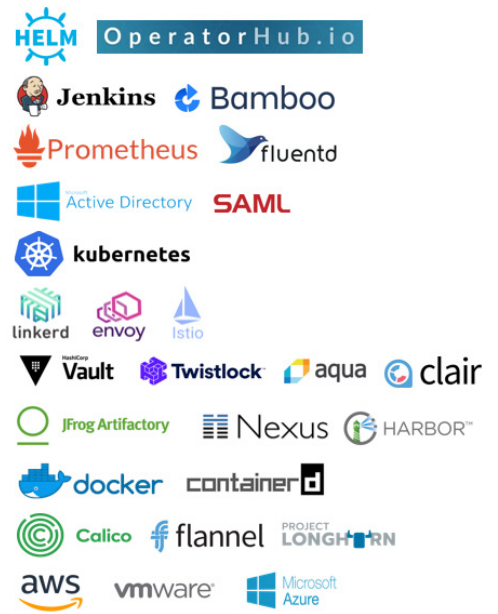 HELM OperatorHub.io
Jenkins Bamboo
Prometheus fluentd
Microsoft Active Directory SAML
kubernetes
linkerd envoy Istio
HashiCorp Vault Twistlock aqua clair
JFrog Artifactory Nexus HARBOR™
docker containerd
Calico flannel PROJECT LONGHORN
aws vmware® Microsoft Azure